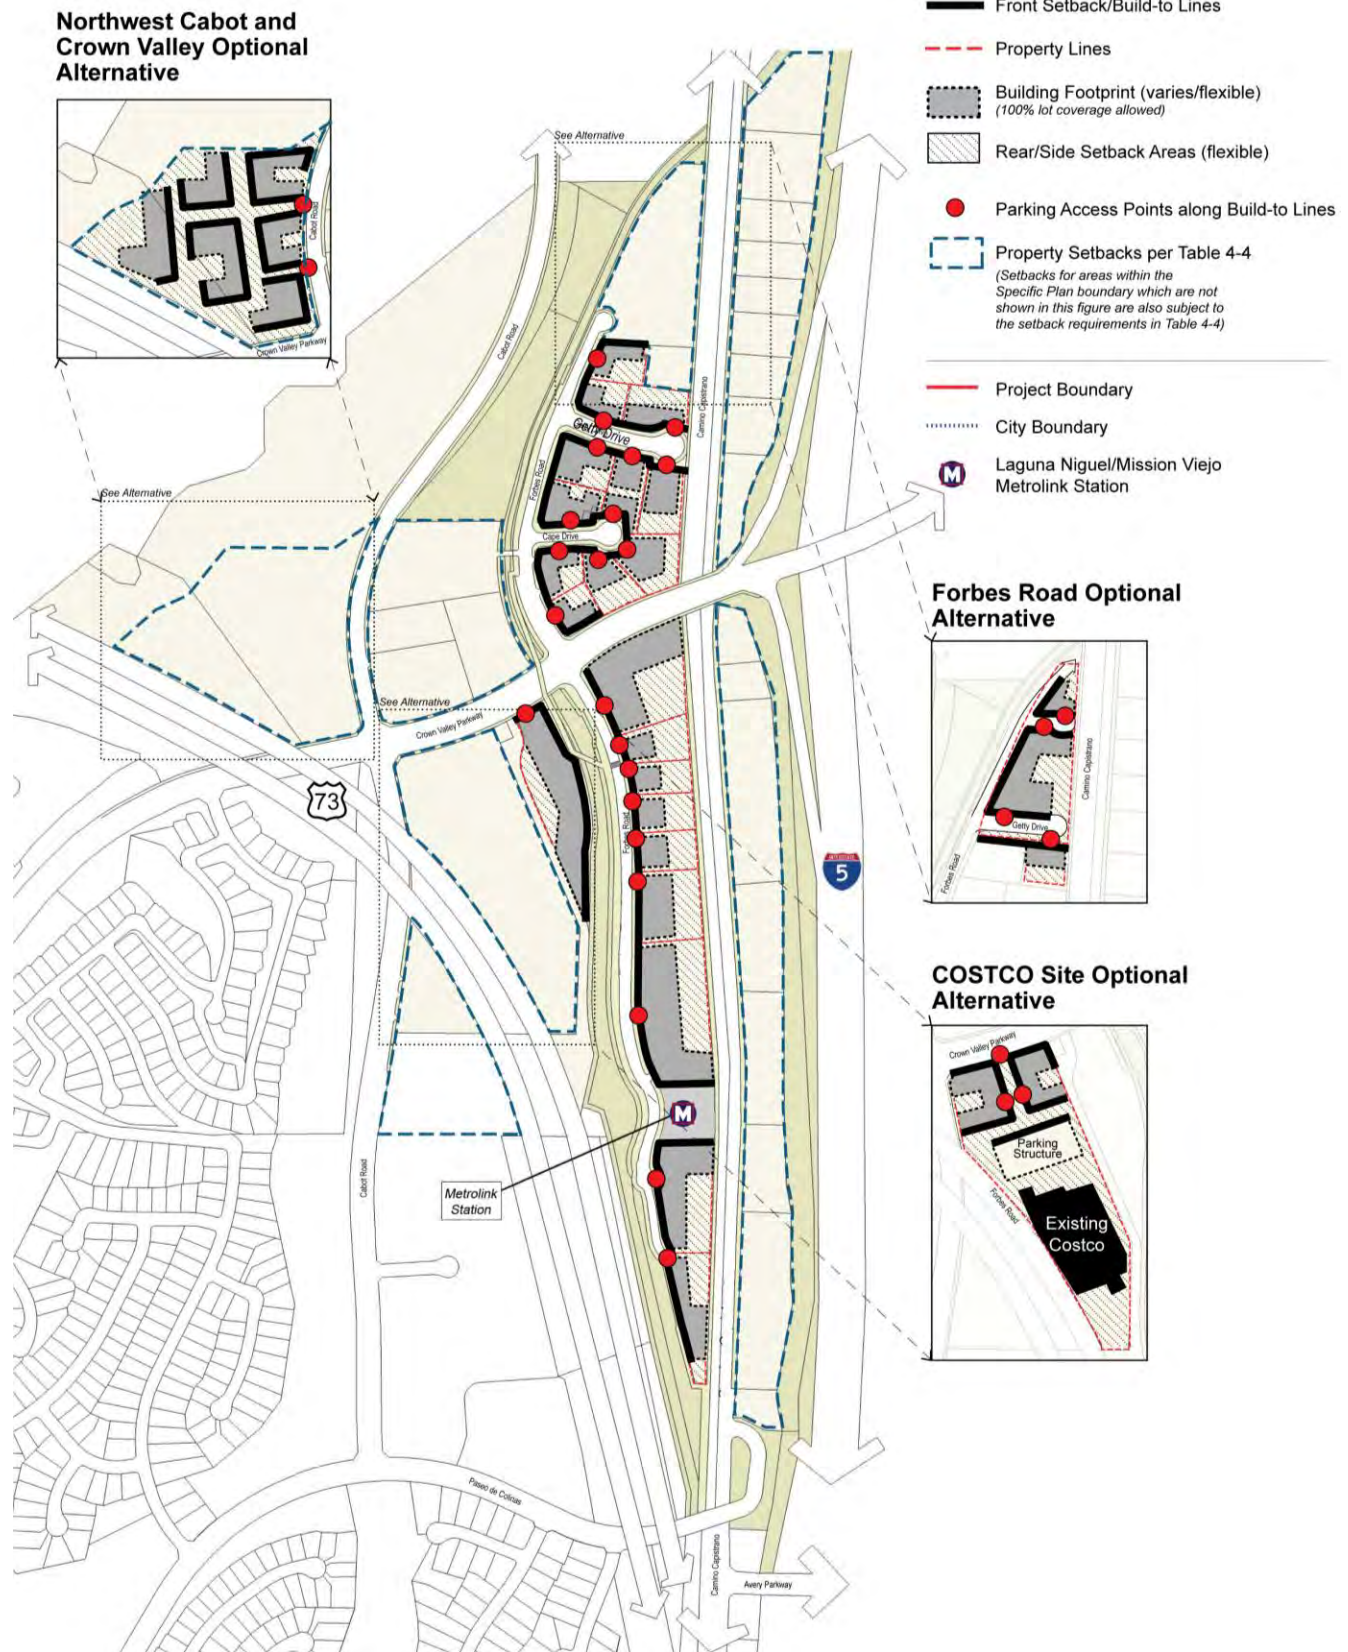 Northwest Cabot and
Crown Valley Optional
Alternative
Cabot Road
Crown Valley Parkway
Front Setback/Build-to Lines
Property Lines
Building Footprint (varies/flexible)
(100% lot coverage allowed)
Rear/Side Setback Areas (flexible)
Parking Access Points along Build-to Lines
Property Setbacks per Table 4-4
(Setbacks for areas within the
Specific Plan boundary which are not
shown in this figure are also subject to
the setback requirements in Table 4-4)
Project Boundary
City Boundary
M
Laguna Niguel/Mission Viejo
Metrolink Station
See Alternative
Cabot Road
Camino Capistrano
Getty Drive
Forbes Road
Cape Drive
See Alternative
See Alternative
Crown Valley Parkway
73
Forbes Road
5
M
Metrolink
Station
Cabot Road
Paseo de Colinas
Camino Capistrano
Avery Parkway
Forbes Road Optional
Alternative
Camino Capistrano
Getty Drive
Forbes Road
COSTCO Site Optional
Alternative
Crown Valley Parkway
Parking
Structure
Forbes Road
Existing
Costco